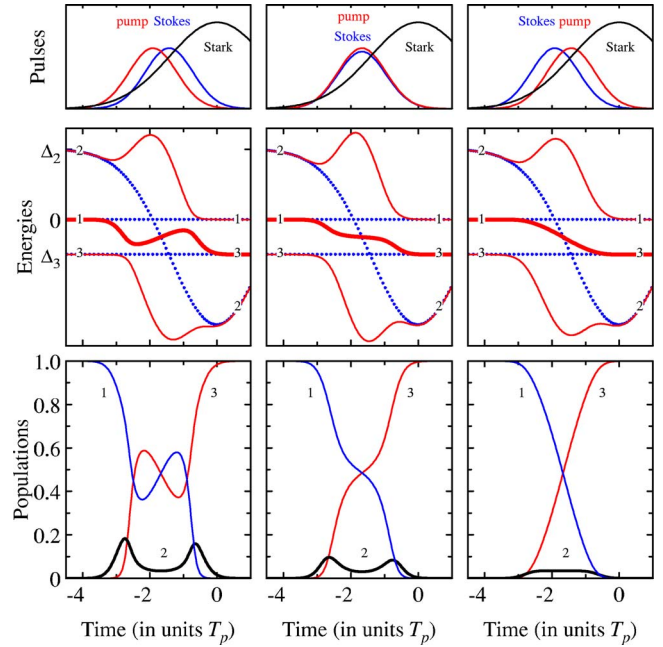 Pulses
pump Stokes
Stark
pump
Stokes
Stark
Stokes pump
Stark
Energies
Δ2
0
Δ3
2
1
3
1
3
2
2
1
3
1
3
2
2
1
3
1
3
2
Populations
1.0
0.8
0.6
0.4
0.2
0
1
3
2
1
3
2
1
3
2
-4 -2 0
-4 -2 0
-4 -2 0
Time (in units Tp)
Time (in units Tp)
Time (in units Tp)